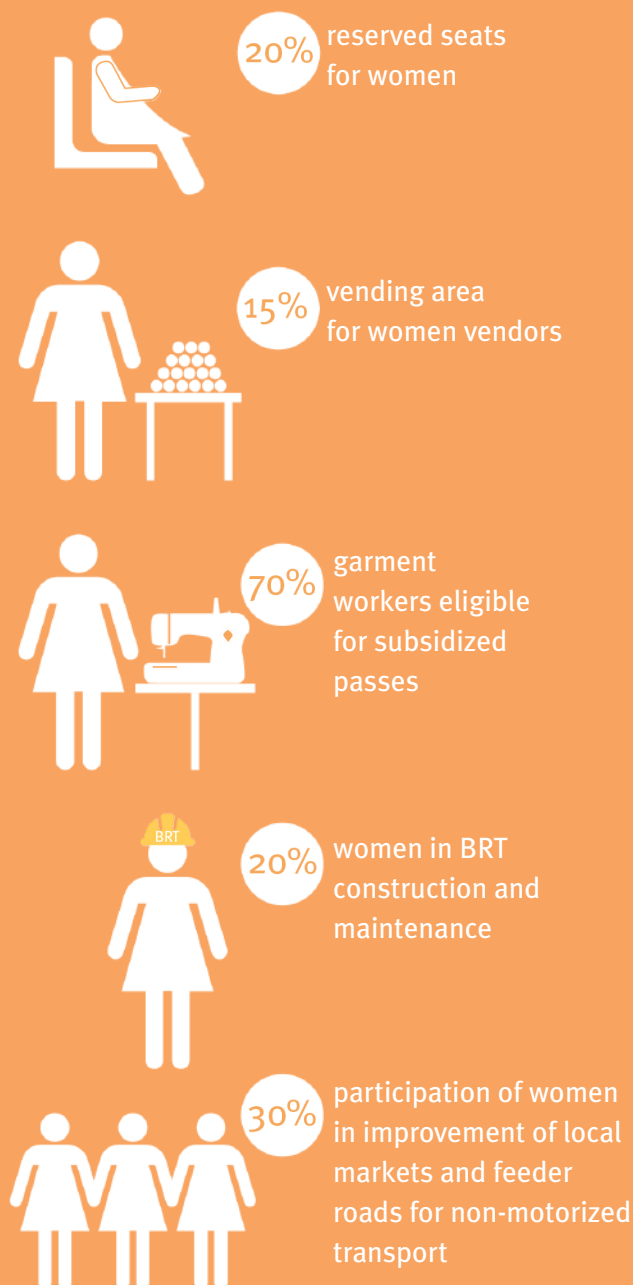 20%
reserved seats
for women
15%
vending area
for women vendors
70%
garment
workers eligible
for subsidized
passes
BRT
20%
women in BRT
construction and
maintenance
30%
participation of women
in improvement of local
markets and feeder
roads for non-motorized
transport